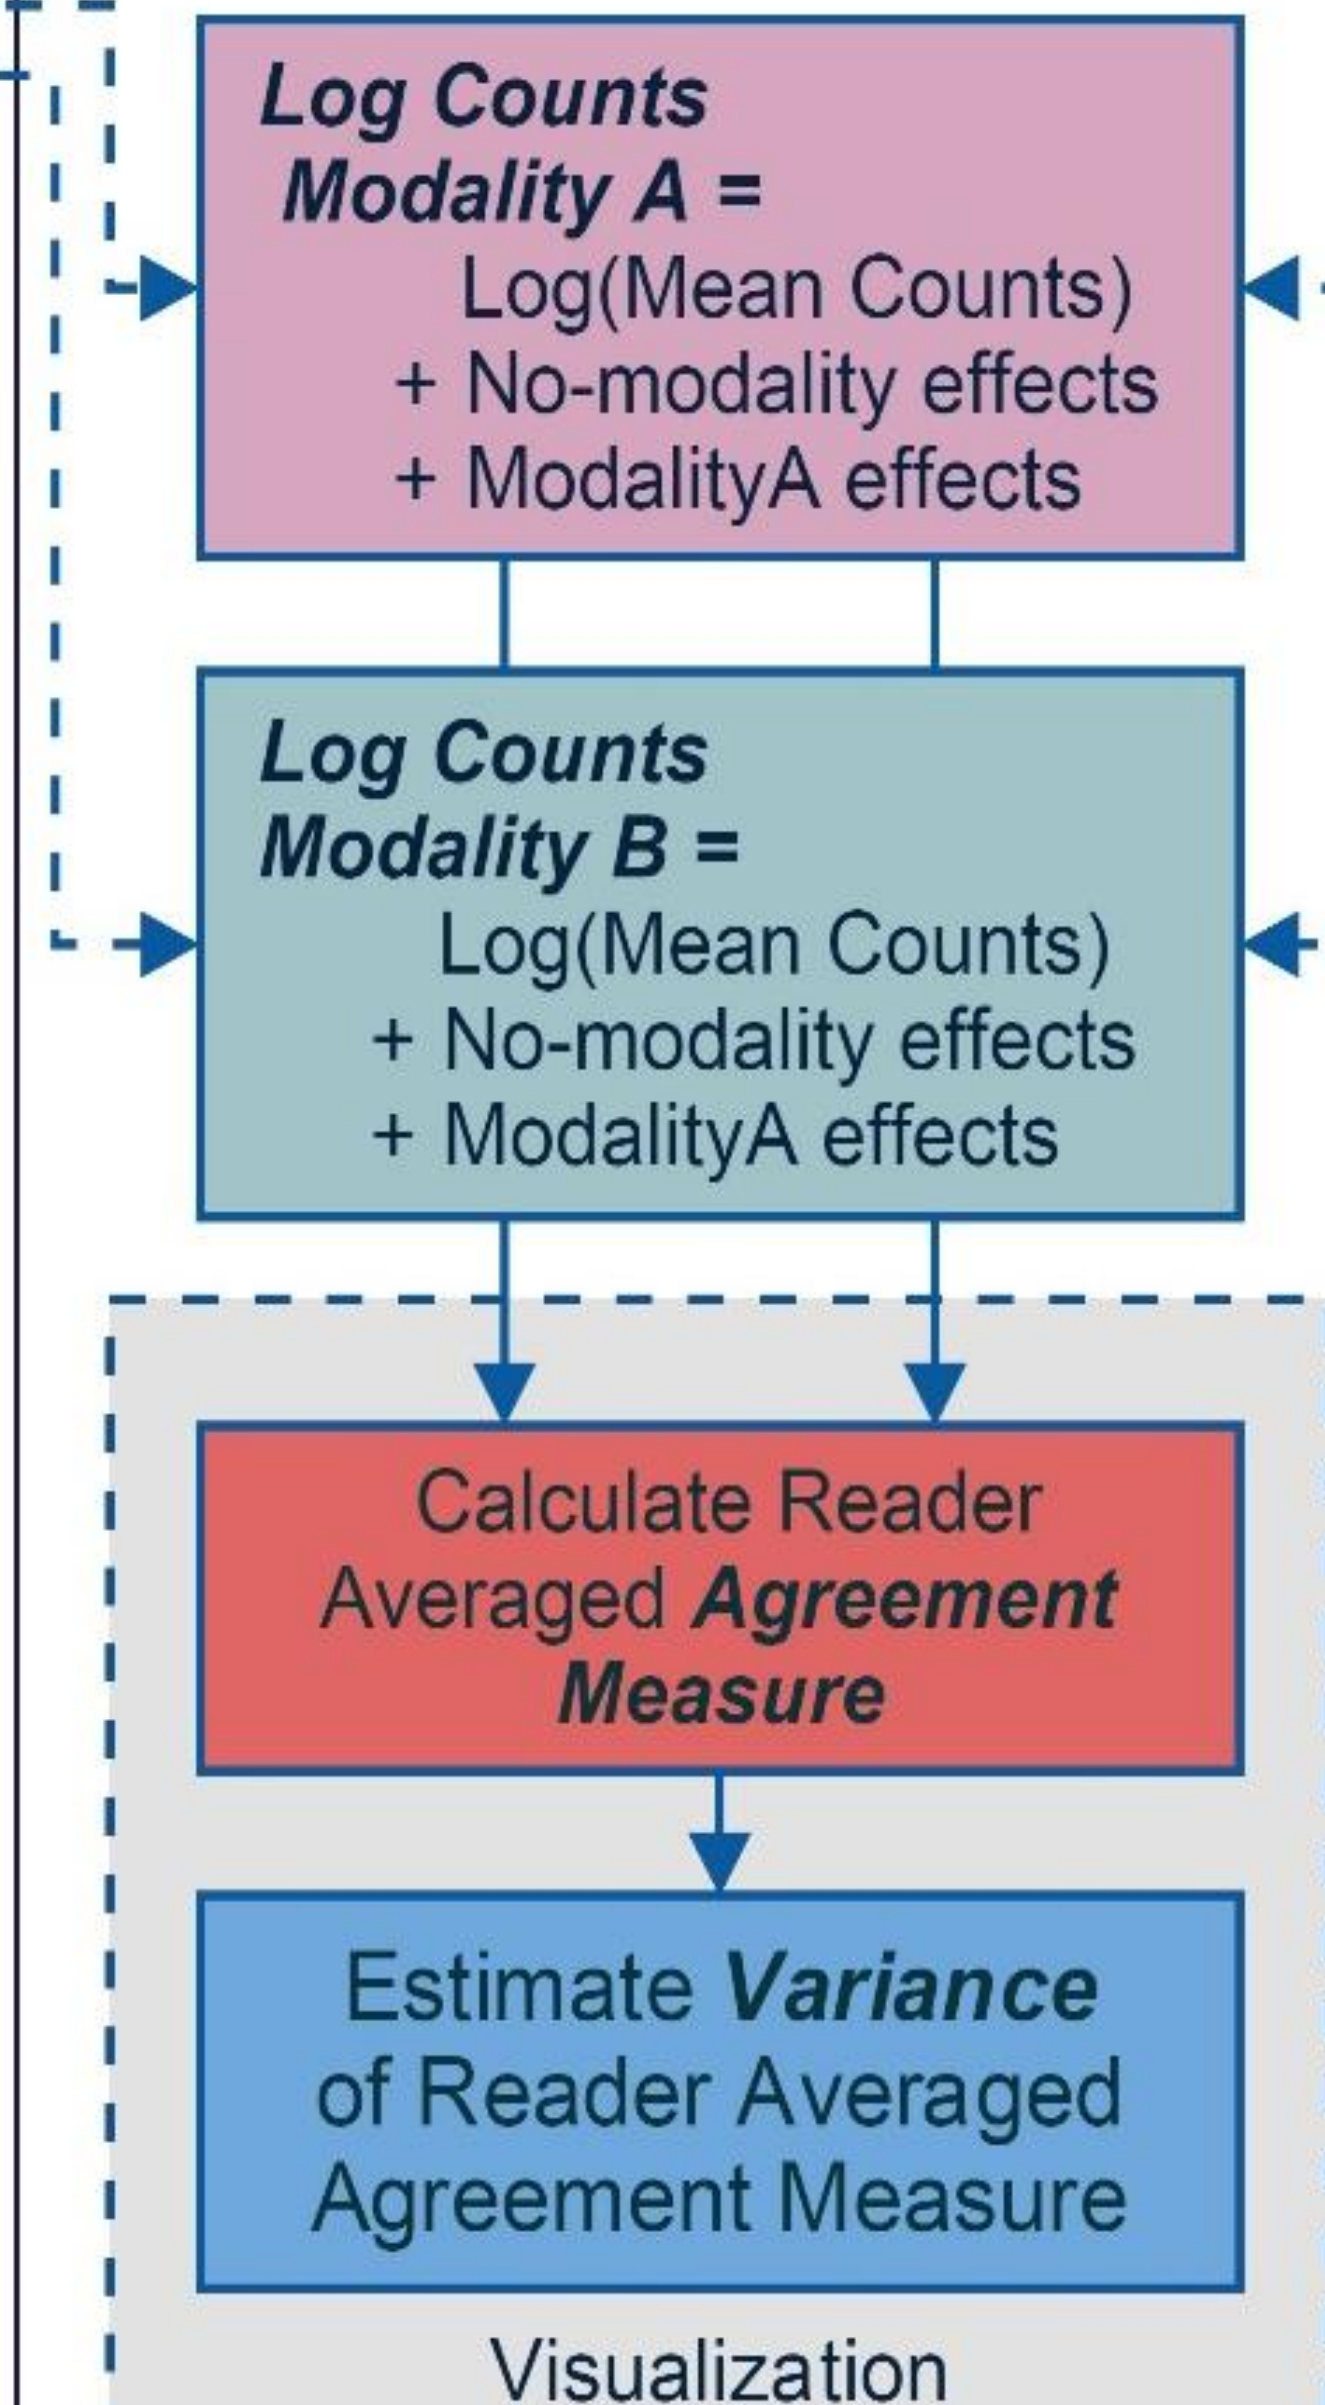 Log Counts
Modality A =
Log(Mean Counts)
+ No-modality effects
+ ModalityA effects
Log Counts
Modality B =
Log(Mean Counts)
+ No-modality effects
+ ModalityA effects
Calculate Reader
Averaged Agreement
Measure
Estimate Variance
of Reader Averaged
Agreement Measure
Visualization